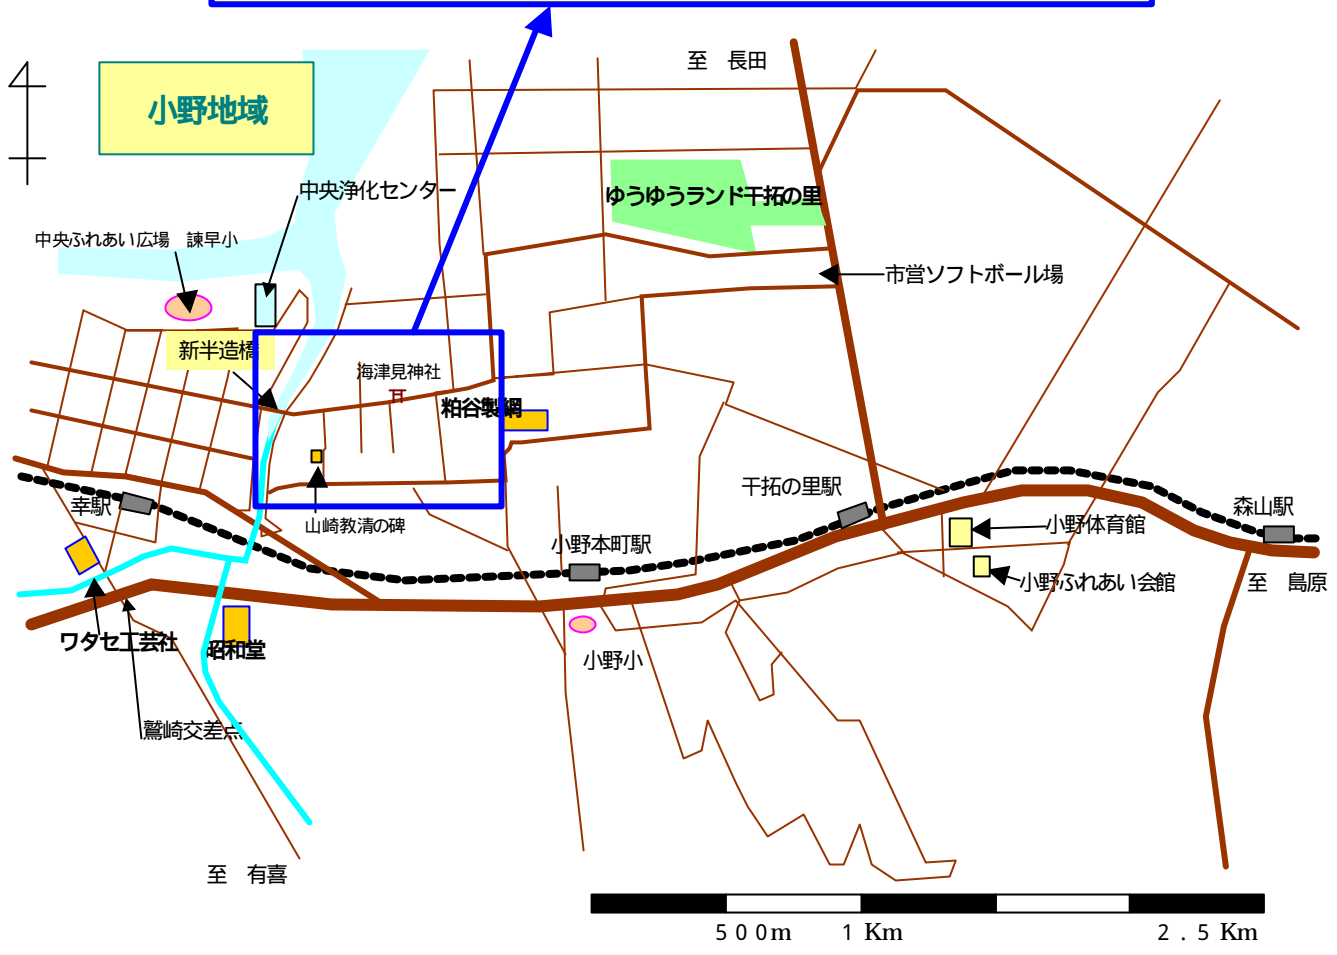 至　長田
小野地域
中央浄化センター
ゆうゆうランド干拓の里
中央ふれあい広場　諫早小
市営ソフトボール場
新半造橋
海津見神社
粕谷製網
干拓の里駅
幸駅
森山駅
山崎教清の碑
小野体育館
小野本町駅
小野ふれあい会館
至　島原
ワタセ工芸社
昭和堂
小野小
鷲崎交差点
至　有喜
500m　1Km　2.5Km